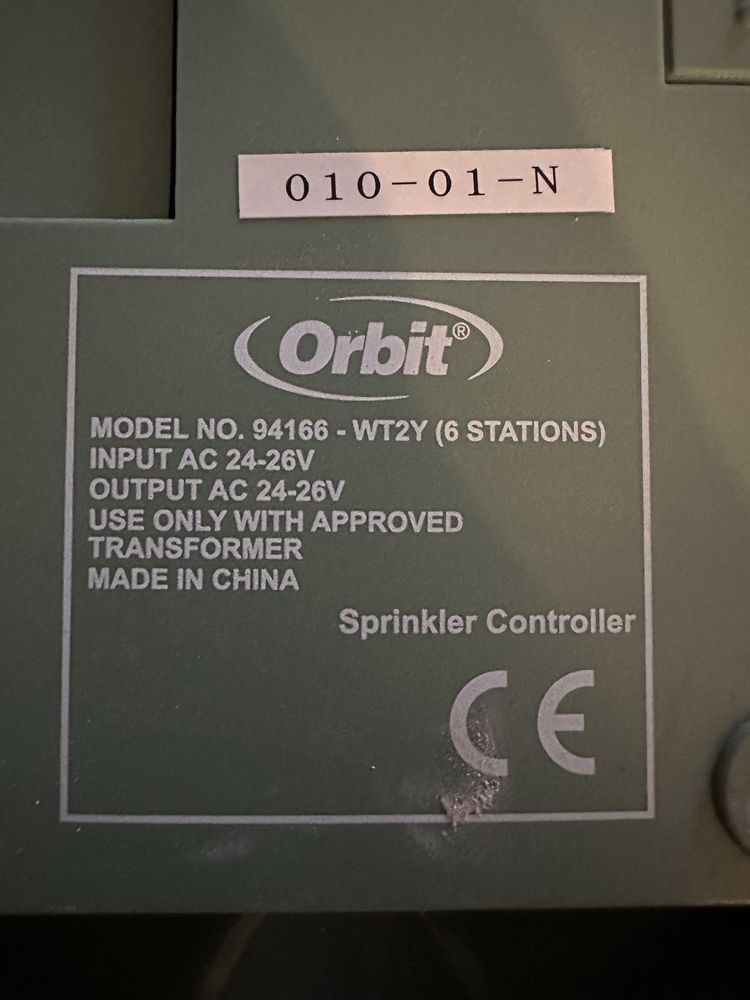 010-01-N
Orbit®
MODEL NO. 94166 - WT2Y (6 STATIONS)
INPUT AC 24-26V
OUTPUT AC 24-26V
USE ONLY WITH APPROVED
TRANSFORMER
MADE IN CHINA
Sprinkler Controller
CE